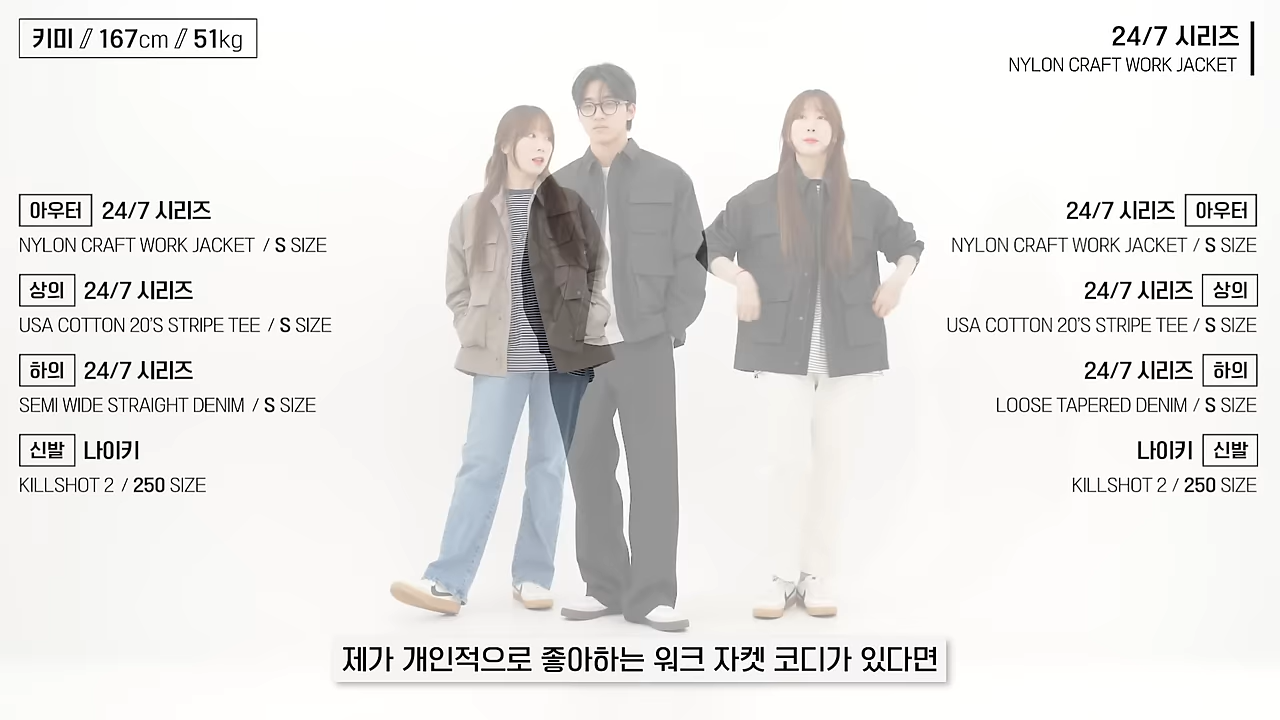 키미 // 167cm // 51kg
24/7 시리즈
NYLON CRAFT WORK JACKET
아우터 24/7 시리즈
NYLON CRAFT WORK JACKET / S SIZE
상의 24/7 시리즈
USA COTTON 20'S STRIPE TEE / S SIZE
하의 24/7 시리즈
SEMI WIDE STRAIGHT DENIM / S SIZE
신발 나이키
KILLSHOT 2 / 250 SIZE
24/7 시리즈 아우터
NYLON CRAFT WORK JACKET / S SIZE
24/7 시리즈 상의
USA COTTON 20'S STRIPE TEE / S SIZE
24/7 시리즈 하의
LOOSE TAPERED DENIM / S SIZE
나이키 신발
KILLSHOT 2 / 250 SIZE
제가 개인적으로 좋아하는 워크 자켓 코디가 있다면